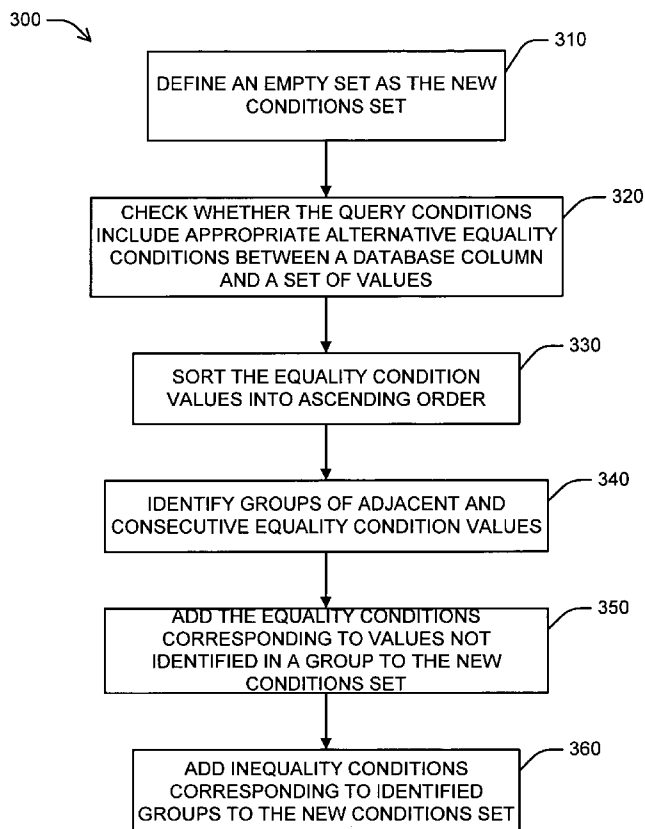 300
310
DEFINE AN EMPTY SET AS THE NEW
CONDITIONS SET
320
CHECK WHETHER THE QUERY CONDITIONS
INCLUDE APPROPRIATE ALTERNATIVE EQUALITY
CONDITIONS BETWEEN A DATABASE COLUMN
AND A SET OF VALUES
330
SORT THE EQUALITY CONDITION
VALUES INTO ASCENDING ORDER
340
IDENTIFY GROUPS OF ADJACENT AND
CONSECUTIVE EQUALITY CONDITION VALUES
350
ADD THE EQUALITY CONDITIONS
CORRESPONDING TO VALUES NOT
IDENTIFIED IN A GROUP TO THE NEW
CONDITIONS SET
360
ADD INEQUALITY CONDITIONS
CORRESPONDING TO IDENTIFIED
GROUPS TO THE NEW CONDITIONS SET